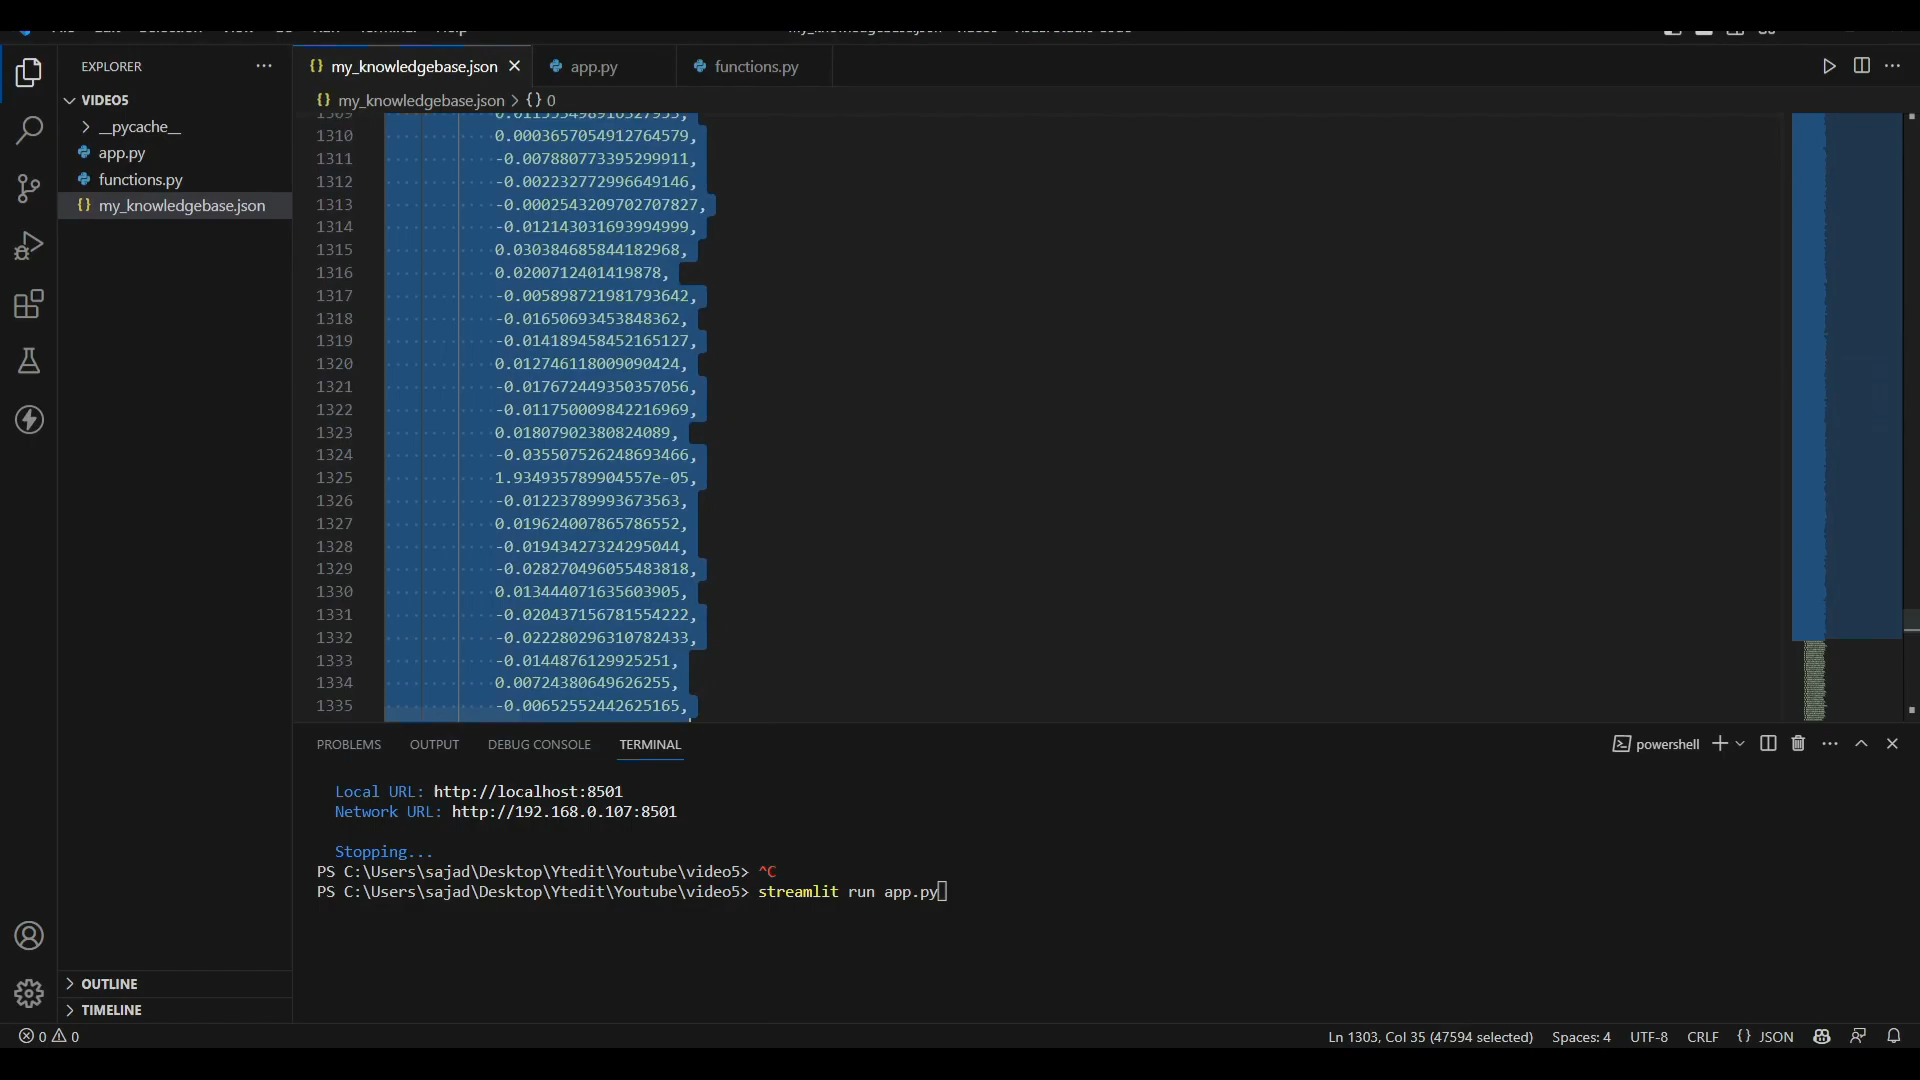 EXPLORER
my_knowledgebase.json
app.py
functions.py
VIDEO5
my_knowledgebase.json > {} 0
__pycache__
app.py
functions.py
my_knowledgebase.json
1310 0.0003657054912764579,
1311 -0.007880773395299911,
1312 -0.002232772996649146,
1313 -0.0002543209702707827,
1314 -0.012143031693994999,
1315 0.030384685844182968,
1316 0.0200712401419878,
1317 -0.005898721981793642,
1318 -0.01650693453848362,
1319 -0.014189458452165127,
1320 0.012746118009090424,
1321 -0.017672449350357056,
1322 -0.011750009842216969,
1323 0.01807902380824089,
1324 -0.035507526248693466,
1325 1.934935789904557e-05,
1326 -0.01223789993673563,
1327 0.019624007865786552,
1328 -0.01943427324295044,
1329 -0.028270496055483818,
1330 0.013444071635603905,
1331 -0.020437156781554222,
1332 -0.022280296310782433,
1333 -0.0144876129925251,
1334 0.00724380649626255,
1335 -0.00652552442625165,
PROBLEMS OUTPUT DEBUG CONSOLE TERMINAL
powershell
Local URL: http://localhost:8501
Network URL: http://192.168.0.107:8501
Stopping...
PS C:\Users\sajad\Desktop\Ytedit\Youtube\video5> ^C
PS C:\Users\sajad\Desktop\Ytedit\Youtube\video5> streamlit run app.py
OUTLINE
TIMELINE
0 0
Ln 1303, Col 35 (47594 selected) Spaces: 4 UTF-8 CRLF {} JSON